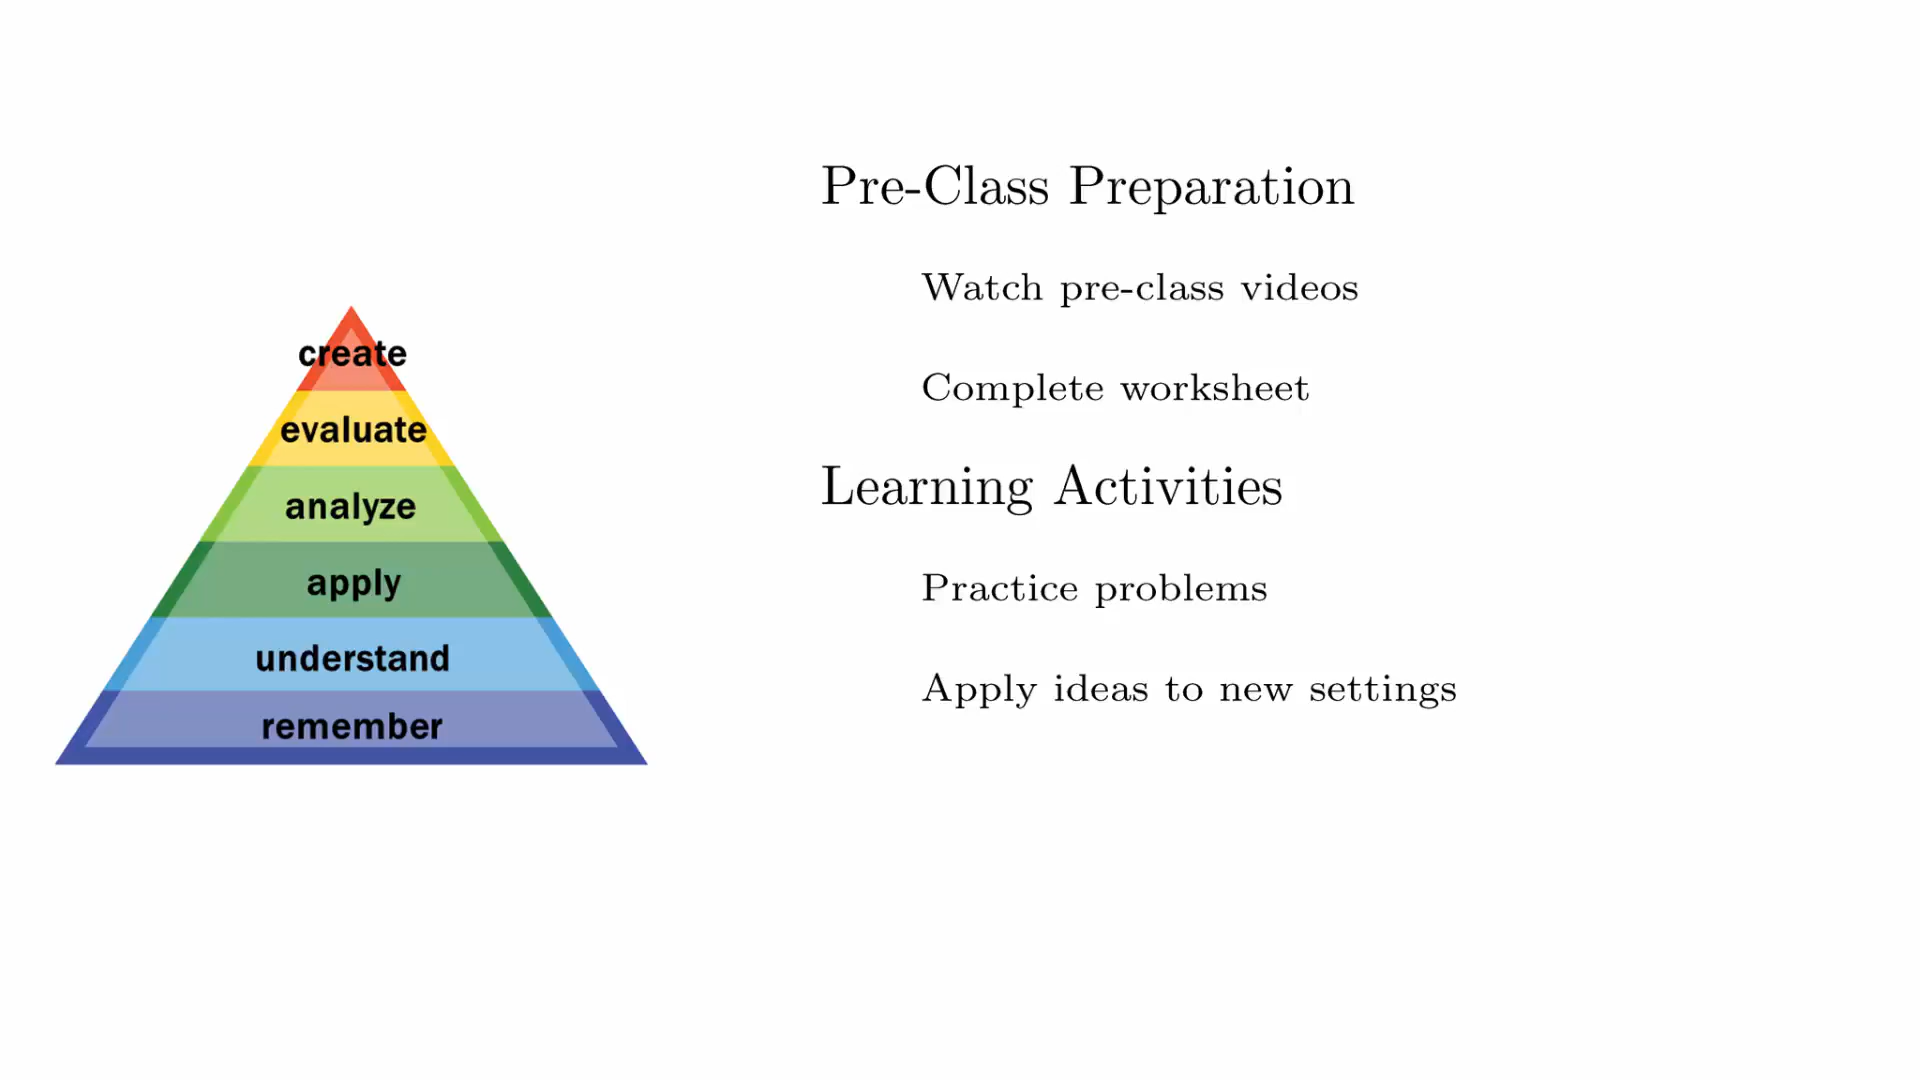 create
evaluate
analyze
apply
understand
remember
Pre-Class Preparation
Watch pre-class videos
Complete worksheet
Learning Activities
Practice problems
Apply ideas to new settings